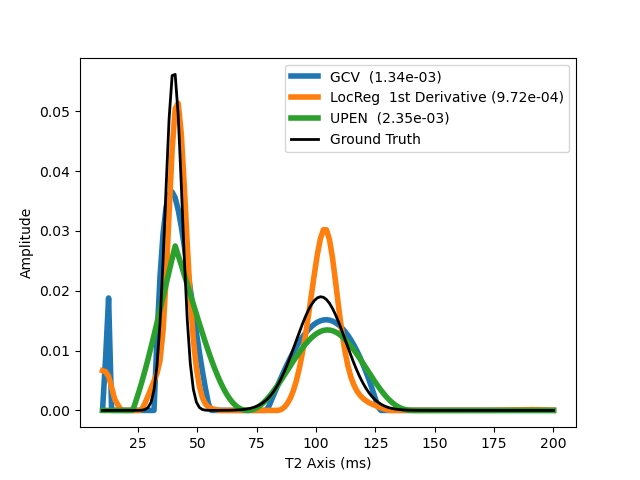 GCV (1.34e-03)
LocReg 1st Derivative (9.72e-04)
UPEN (2.35e-03)
Ground Truth
0.05
0.04
0.03
0.02
0.01
0.00
Amplitude
25 50 75 100 125 150 175 200
T2 Axis (ms)